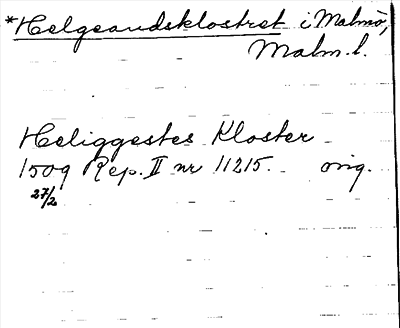 *Helgeandsklostret i Malmö,
Malm. l.
Heliggestes Kloster
1509 Rep. II nr 11215. orig.
27/2